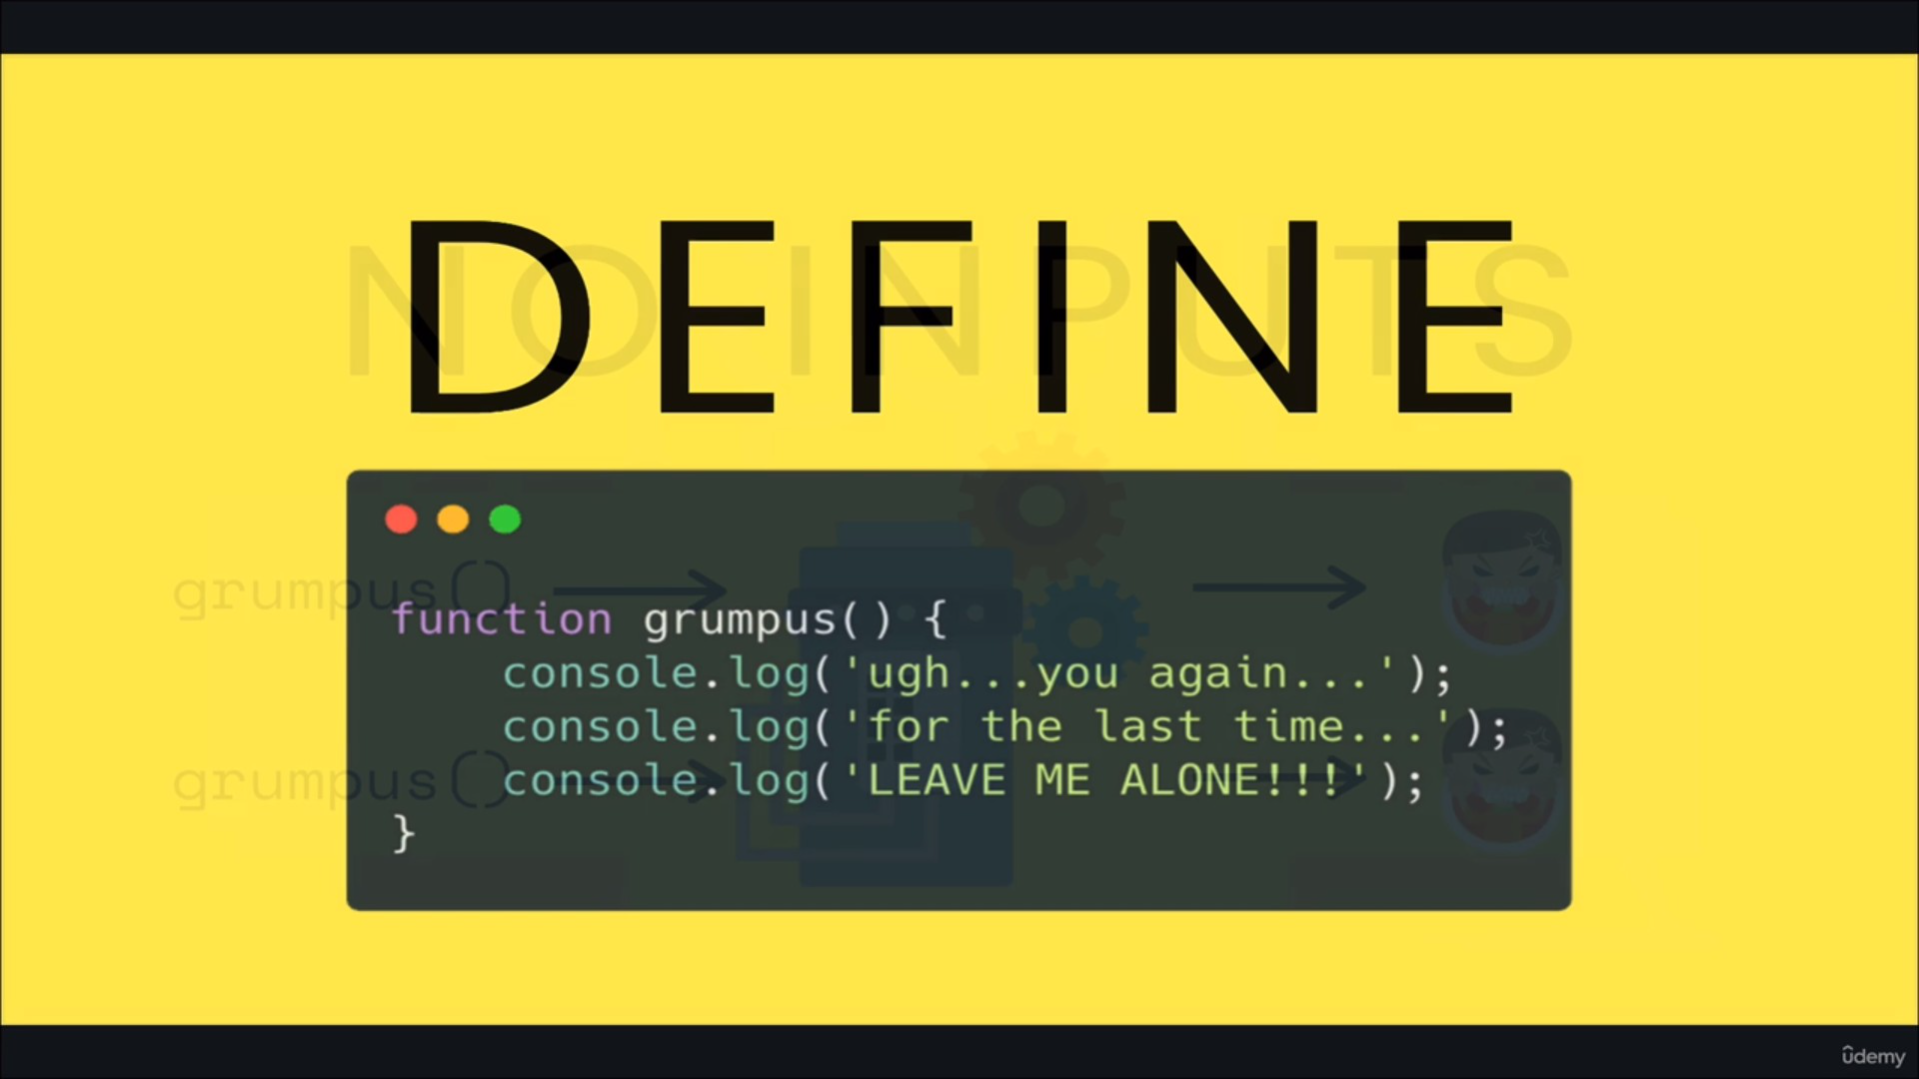 DEFINE
NO INPUTS
grumpus()
function grumpus() {
    console.log('ugh...you again...');
    console.log('for the last time...');
    console.log('LEAVE ME ALONE!!!');
grumpus()
}
udemy